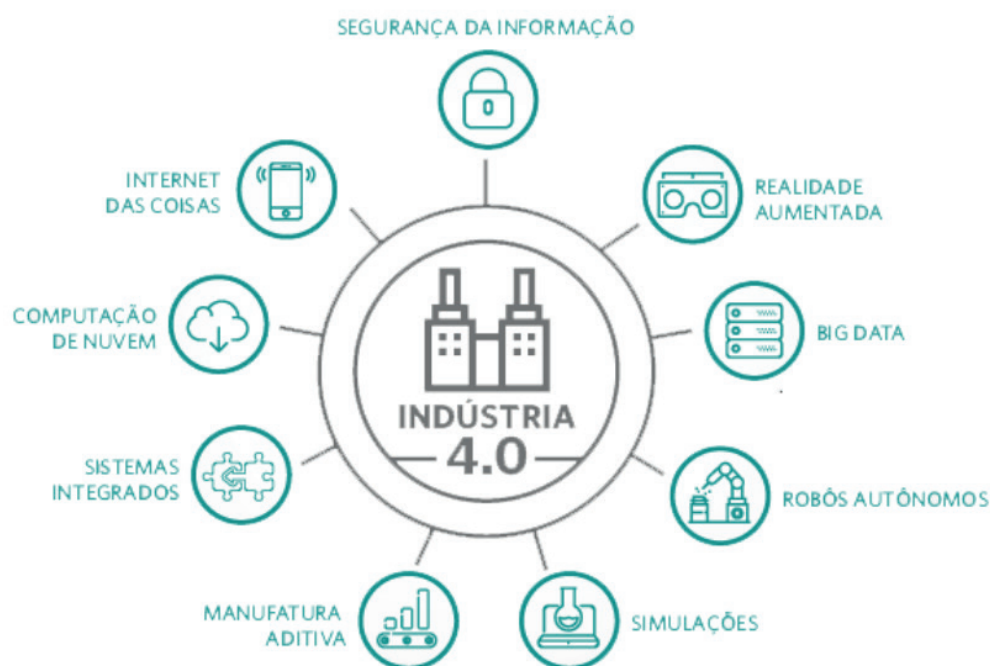 SEGURANÇA DA INFORMAÇÃO
INTERNET
DAS COISAS
REALIDADE
AUMENTADA
COMPUTAÇÃO
DE NUVEM
BIG DATA
INDÚSTRIA
4.0
SISTEMAS
INTEGRADOS
ROBÔS AUTÔNOMOS
MANUFATURA
ADITIVA
SIMULAÇÕES